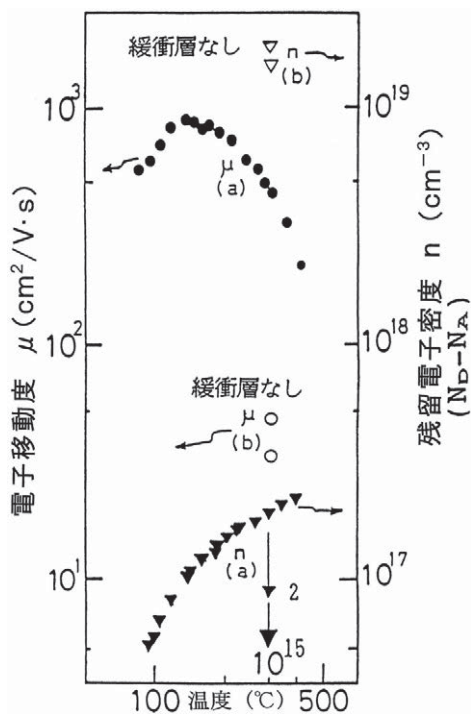 緩衝層なし
n
(b)
10³
10¹⁹
μ
(a)
電子移動度 μ(cm²/V·s)
残留電子密度 n (cm⁻³)
(N_D−N_A)
10²
10¹⁸
緩衝層なし
μ
(b)
n
(a)
10¹
10¹⁷
2
10¹⁵
100 温度 (℃) 500